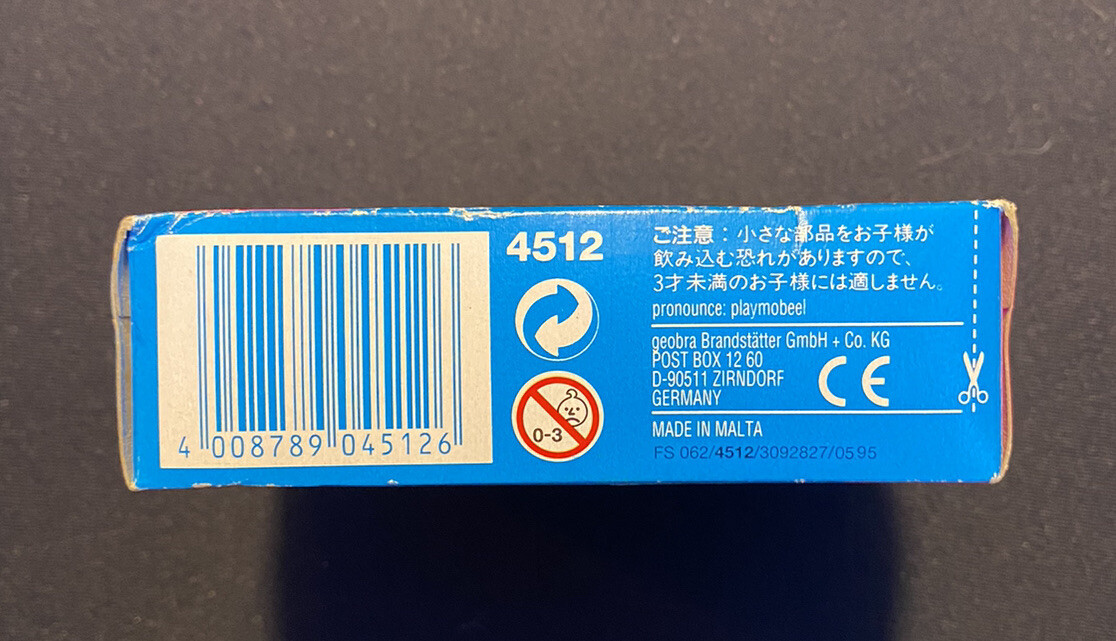 4 008789 045126
4512
0-3
ご注意：小さな部品をお子様が
飲み込む恐れがありますので、
3才未満のお子様には適しません。
pronounce: playmobeel
geobra Brandstätter GmbH + Co. KG
POST BOX 12 60
D-90511 ZIRNDORF
GERMANY
CE
MADE IN MALTA
FS 062/4512/3092827/0595